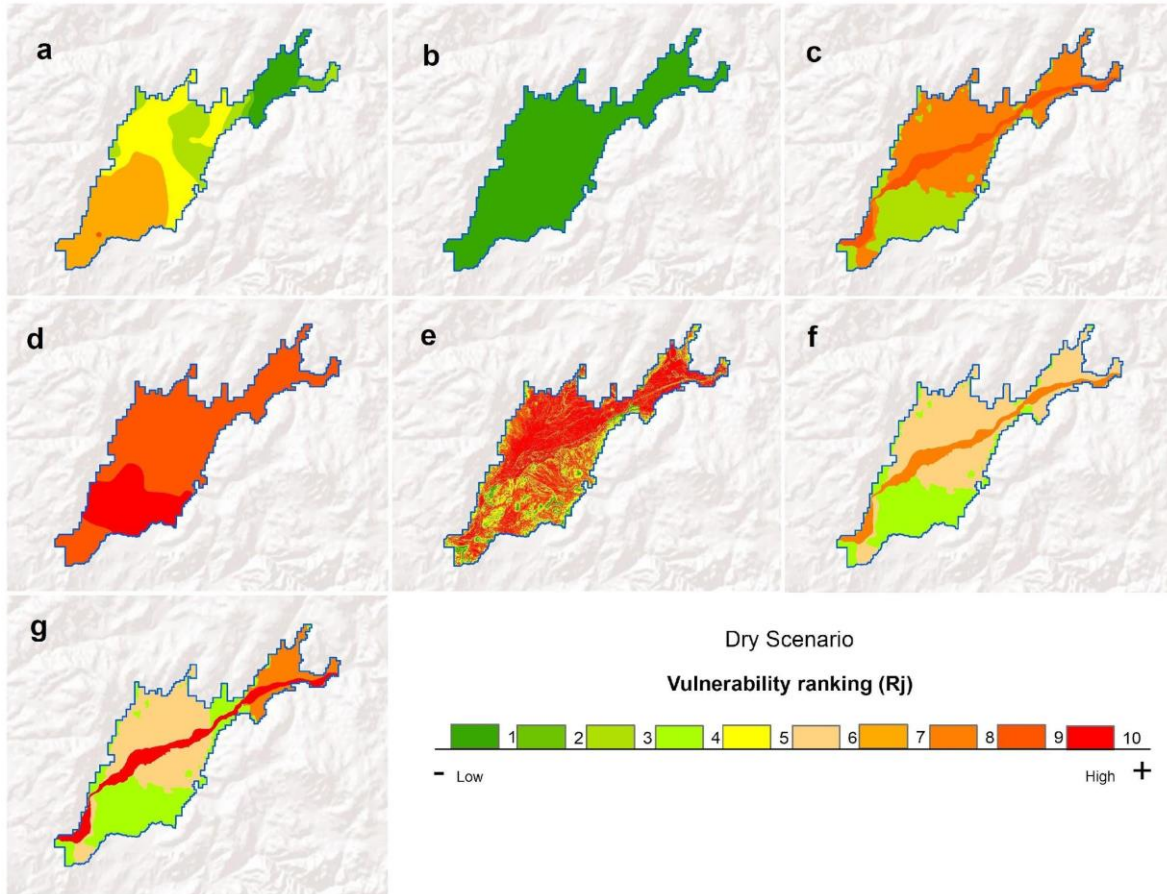 a
b
c
d
e
f
g
Dry Scenario
Vulnerability ranking (Rj)
1 2 3 4 5 6 7 8 9 10
- Low High +